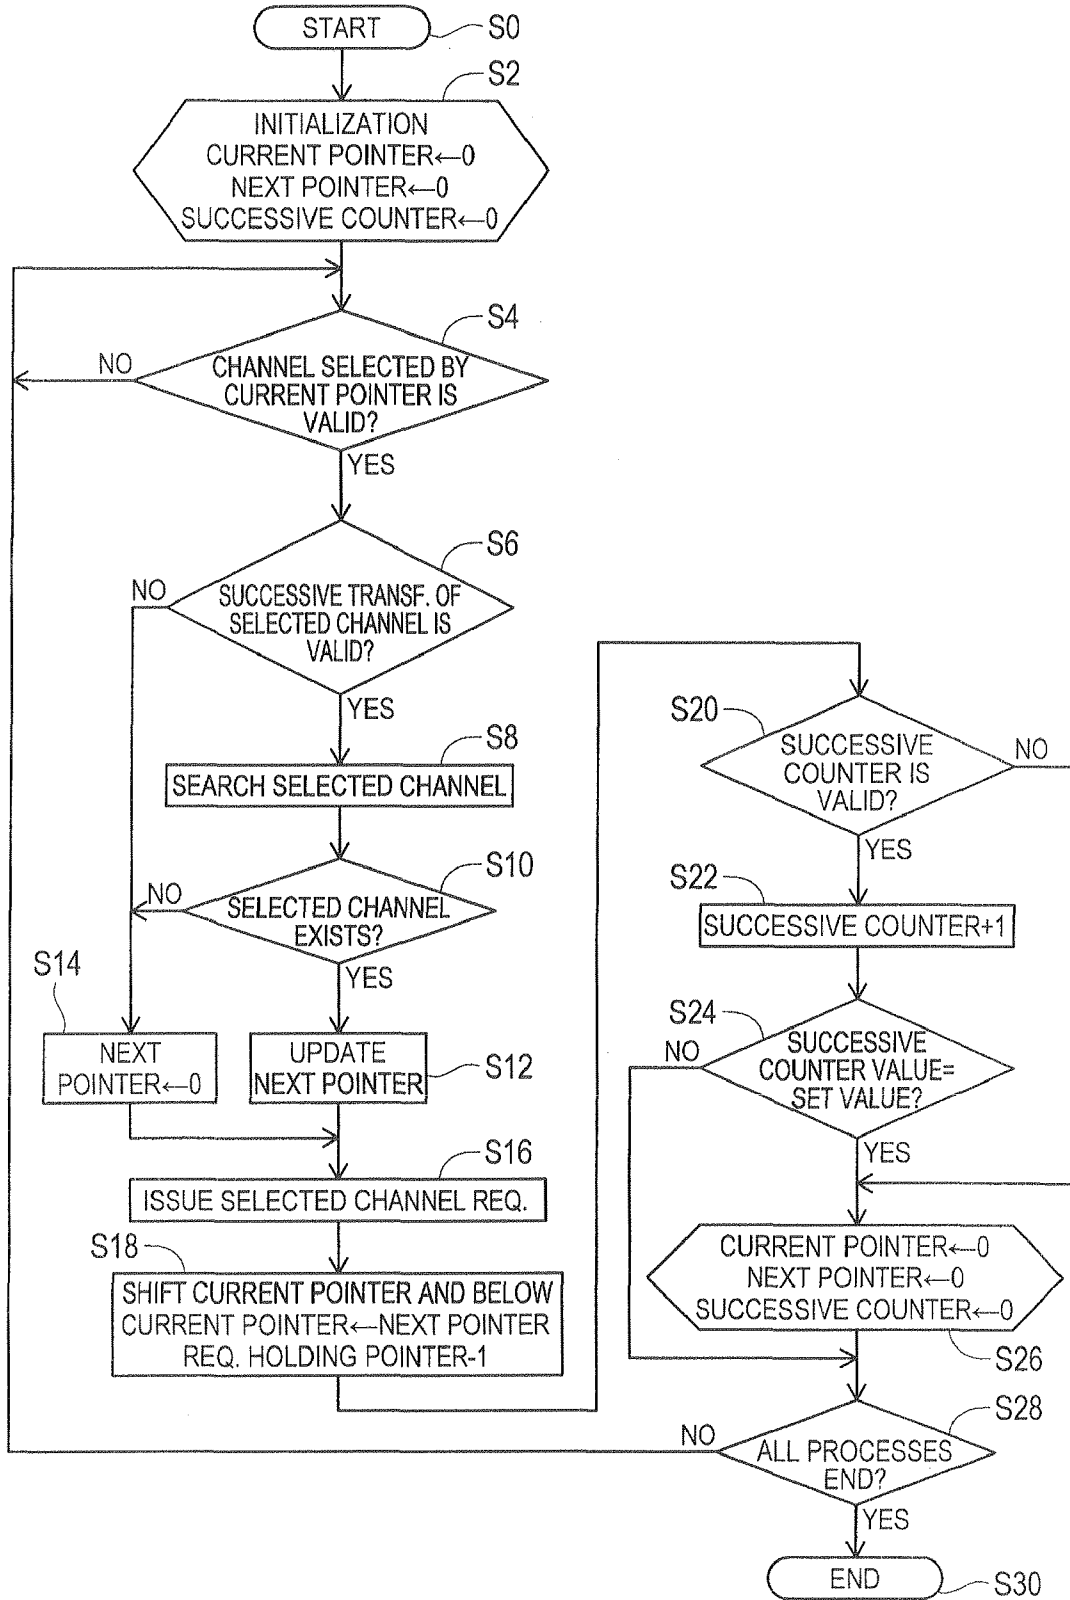 START
S0
S2
INITIALIZATION
CURRENT POINTER←0
NEXT POINTER←0
SUCCESSIVE COUNTER←0
S4
NO
CHANNEL SELECTED BY
CURRENT POINTER IS
VALID?
YES
S6
NO
SUCCESSIVE TRANSF. OF
SELECTED CHANNEL IS
VALID?
YES
S8
SEARCH SELECTED CHANNEL
S10
NO
SELECTED CHANNEL
EXISTS?
YES
S14
NEXT
POINTER←0
UPDATE
NEXT POINTER
S12
S16
ISSUE SELECTED CHANNEL REQ.
S18
SHIFT CURRENT POINTER AND BELOW
CURRENT POINTER←NEXT POINTER
REQ. HOLDING POINTER-1
S20
SUCCESSIVE
COUNTER IS
VALID?
NO
YES
S22
SUCCESSIVE COUNTER+1
S24
NO
SUCCESSIVE
COUNTER VALUE=
SET VALUE?
YES
CURRENT POINTER←0
NEXT POINTER←0
SUCCESSIVE COUNTER←0
S26
S28
NO
ALL PROCESSES
END?
YES
END
S30